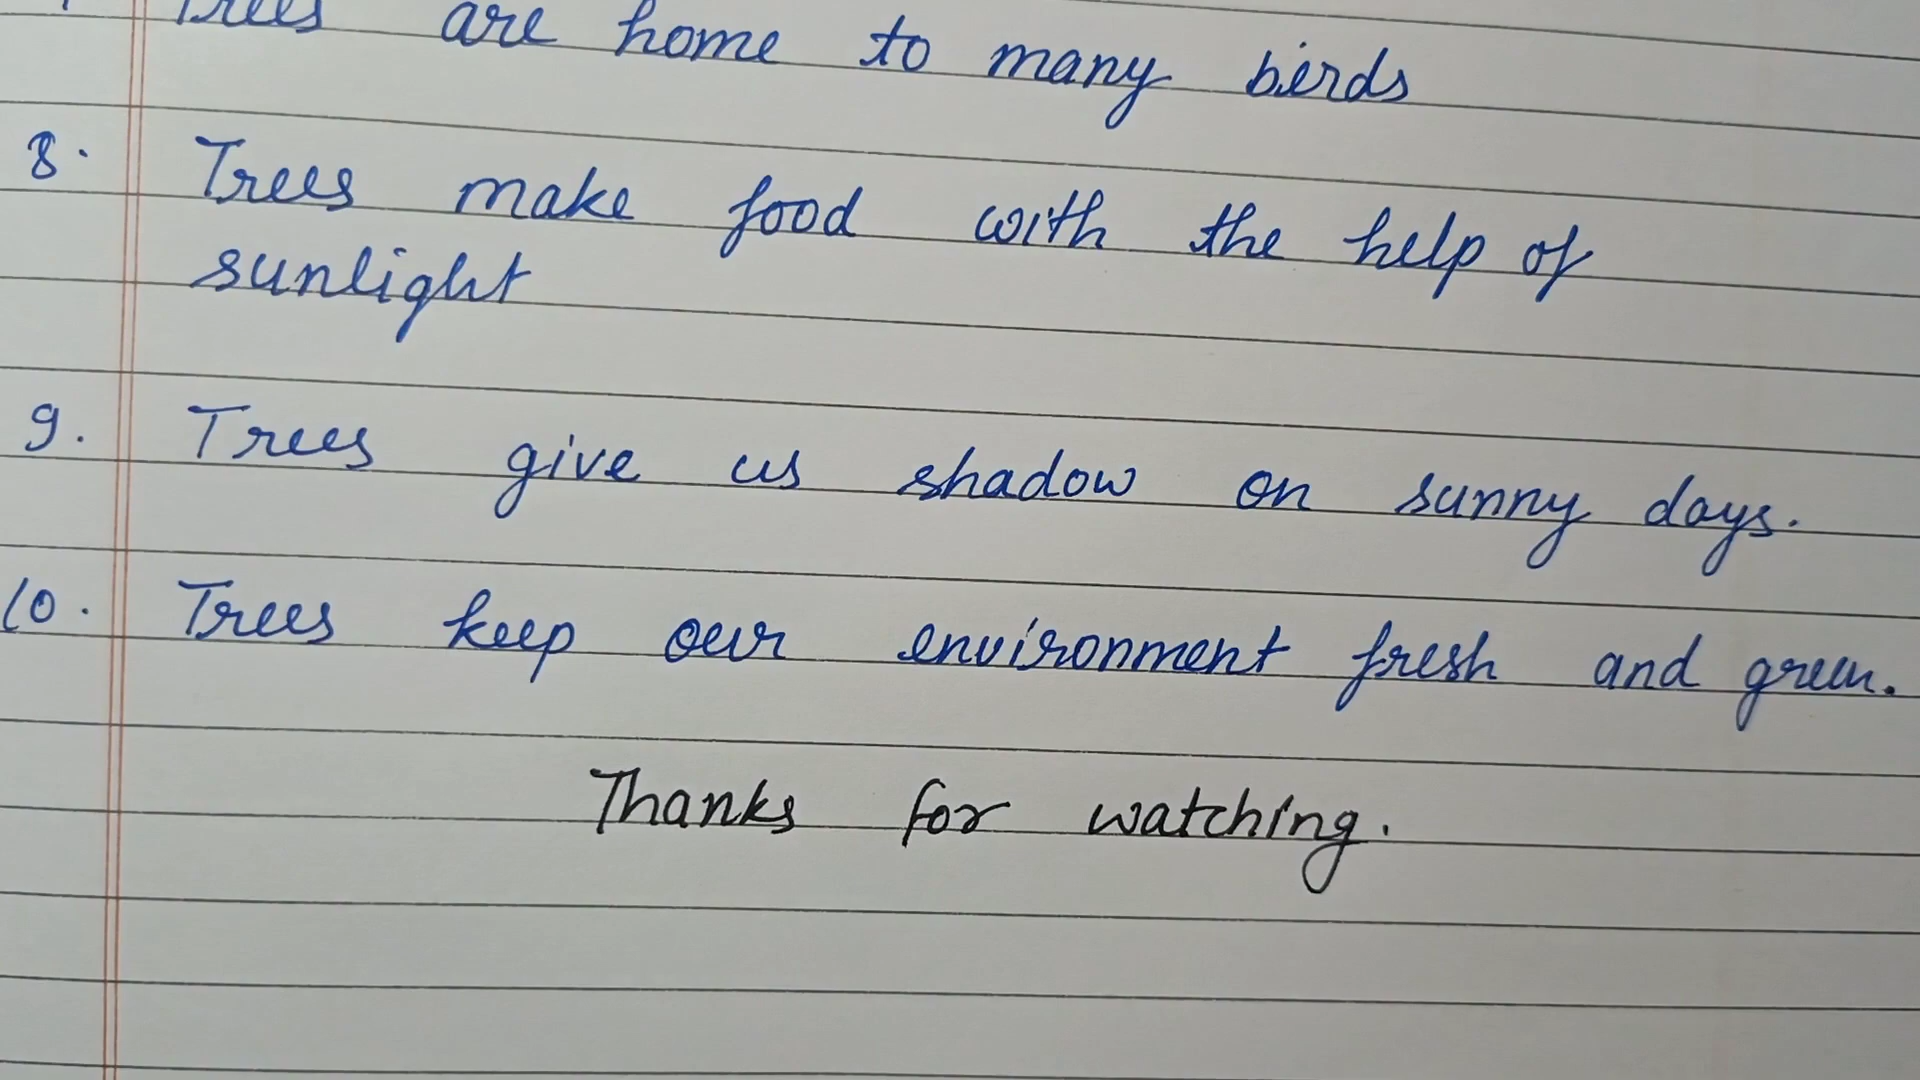 Trees are home to many birds
8. Trees make food with the help of
sunlight
9. Trees give us shadow on sunny days.
10. Trees keep our environment fresh and green.
Thanks for watching.